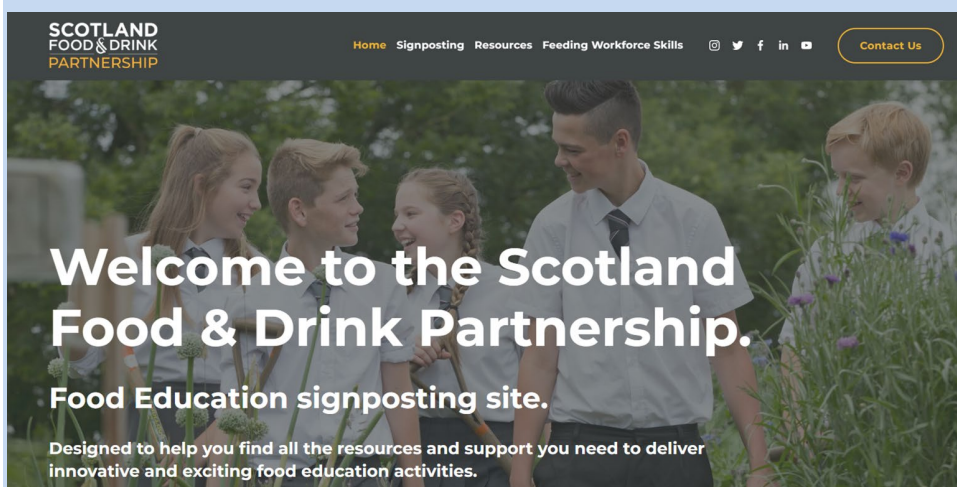 SCOTLAND
FOOD & DRINK
PARTNERSHIP
Home Signposting Resources Feeding Workforce Skills
Contact Us
Welcome to the Scotland
Food & Drink Partnership.
Food Education signposting site.
Designed to help you find all the resources and support you need to deliver
innovative and exciting food education activities.